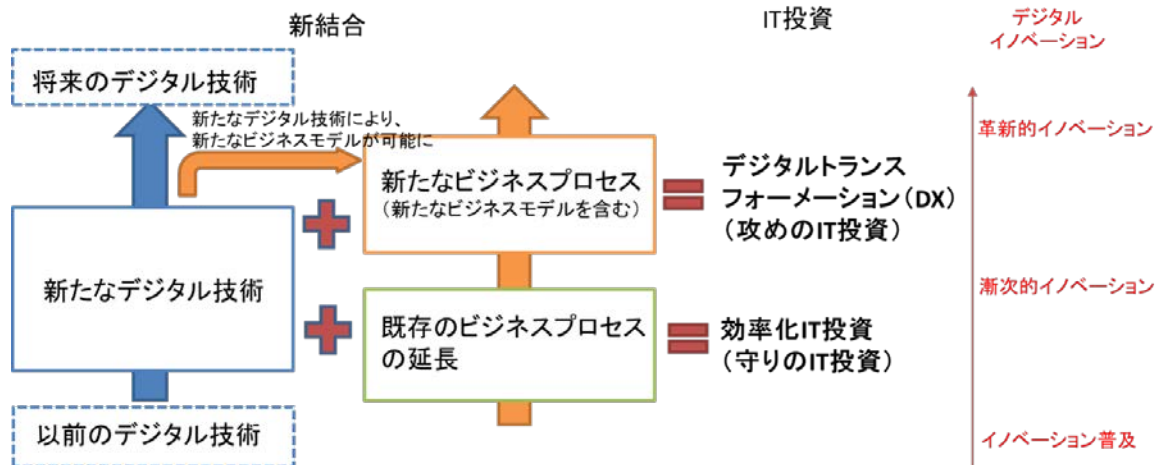 新結合
IT投資
デジタル
イノベーション
将来のデジタル技術
新たなデジタル技術により、
新たなビジネスモデルが可能に
革新的イノベーション
新たなビジネスプロセス
（新たなビジネスモデルを含む）
デジタルトランス
フォーメーション（DX）
（攻めのIT投資）
新たなデジタル技術
漸次的イノベーション
既存のビジネスプロセス
の延長
効率化IT投資
（守りのIT投資）
以前のデジタル技術
イノベーション普及